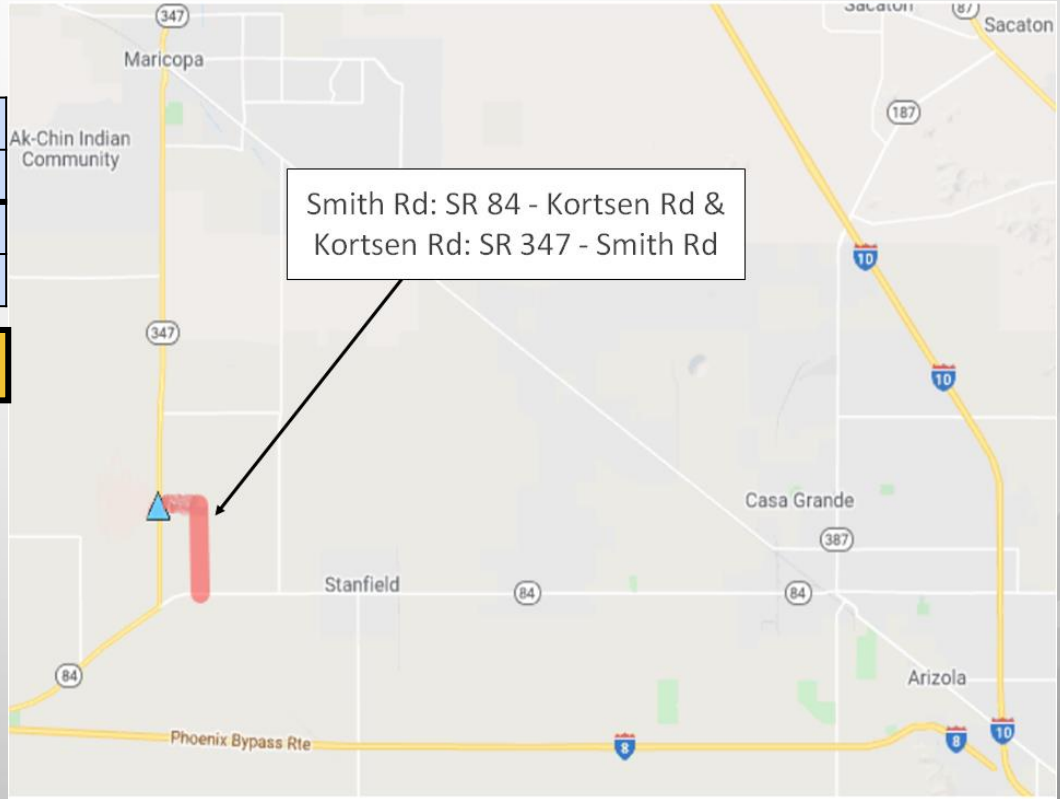 347
Sacaton
87
Sacaton
Maricopa
187
Ak-Chin Indian
Community
Smith Rd: SR 84 - Kortsen Rd &
Kortsen Rd: SR 347 - Smith Rd
10
347
10
Casa Grande
387
Stanfield
84
84
84
Arizola
Phoenix Bypass Rte
8
8
10